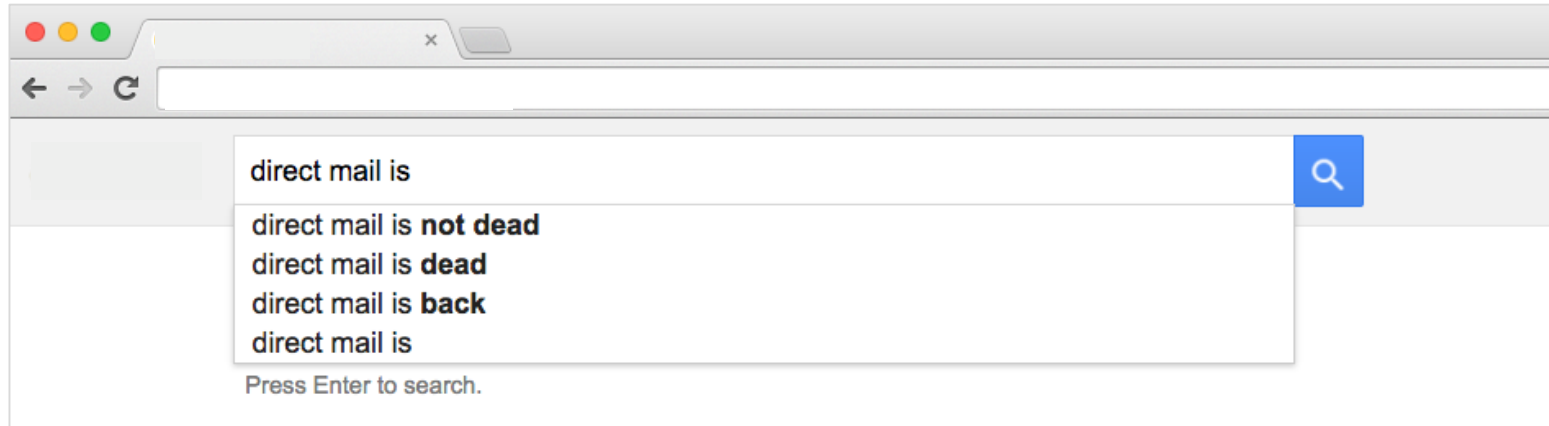 direct mail is
direct mail is not dead
direct mail is dead
direct mail is back
direct mail is
Press Enter to search.